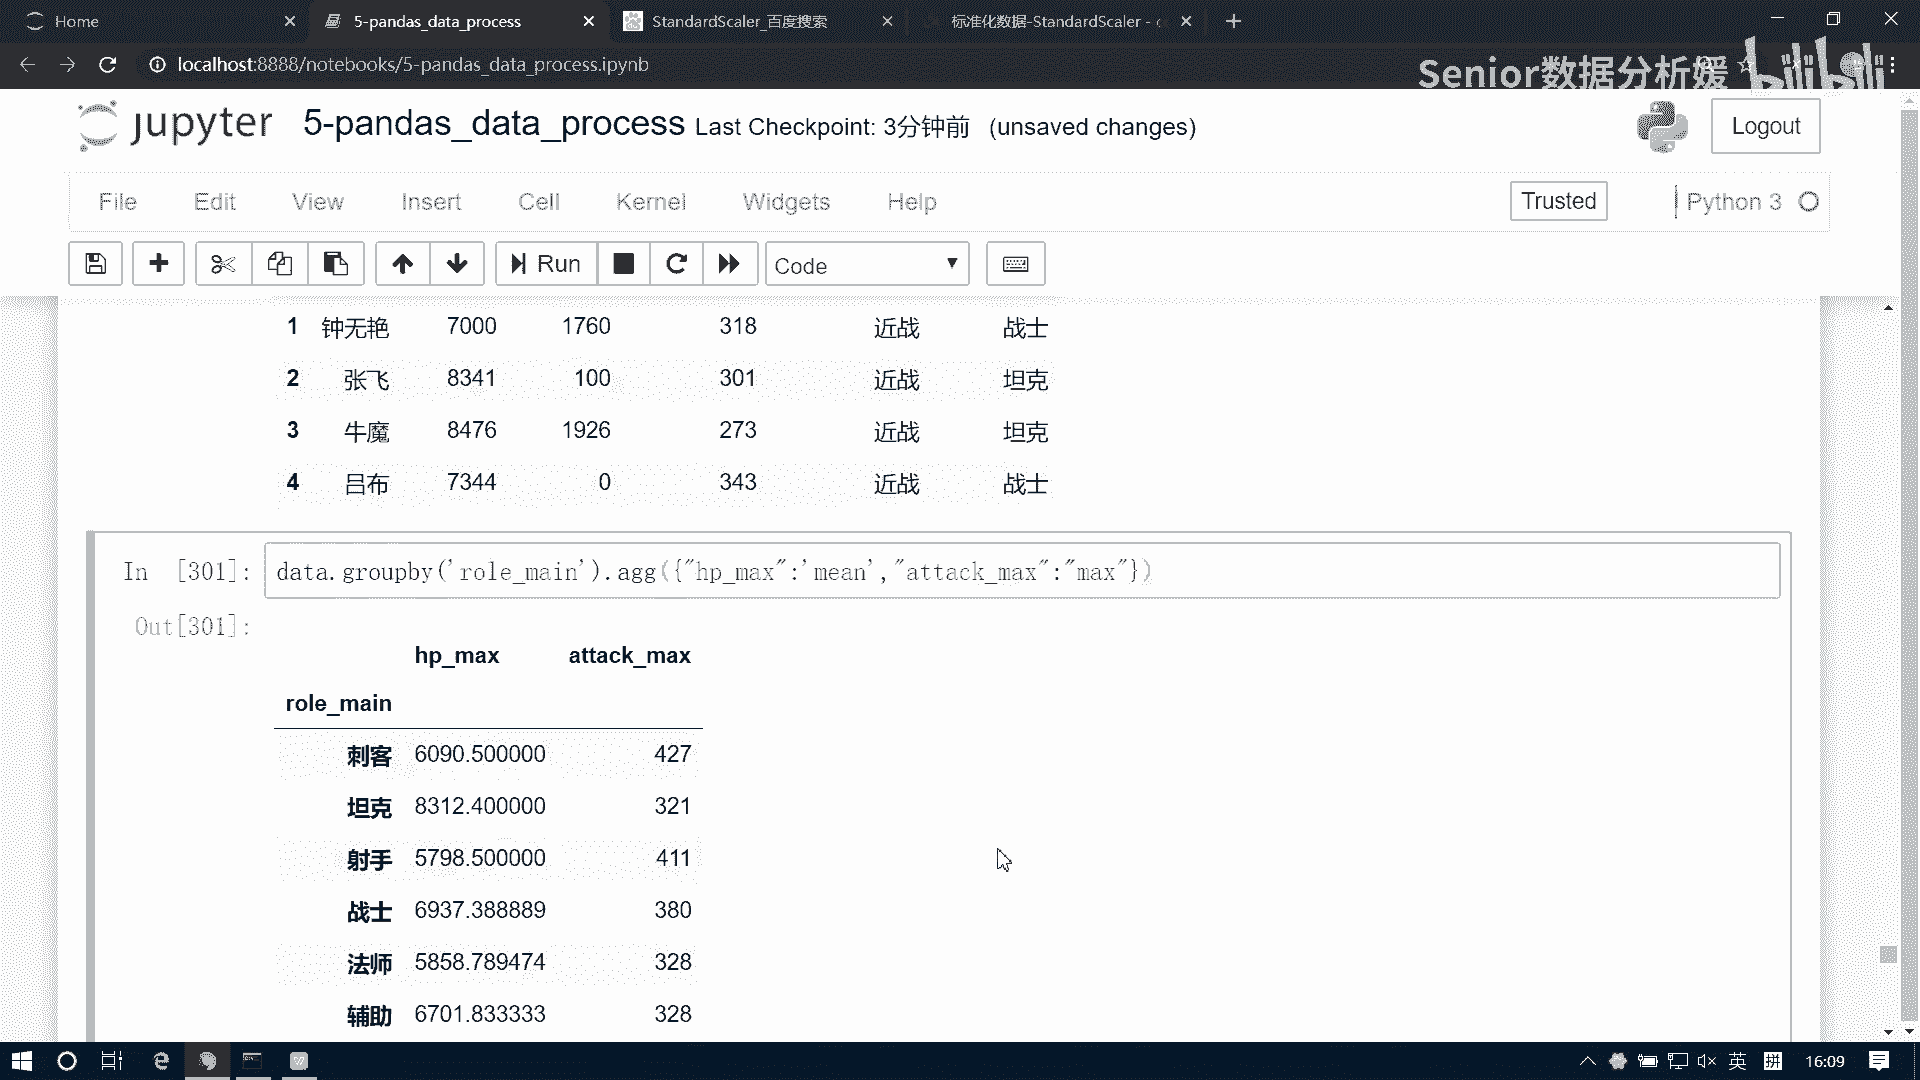 Home
5-pandas_data_process
StandardScaler_百度搜索
标准化数据-StandardScaler - c
localhost:8888/notebooks/5-pandas_data_process.ipynb
Senior数据分析媛 bilibili
jupyter 5-pandas_data_process Last Checkpoint: 3分钟前 (unsaved changes)
Logout
File Edit View Insert Cell Kernel Widgets Help
Trusted
Python 3
Run
Code
1 钟无艳 7000 1760 318 近战 战士
2 张飞 8341 100 301 近战 坦克
3 牛魔 8476 1926 273 近战 坦克
4 吕布 7344 0 343 近战 战士
In [301]: data.groupby('role_main').agg({"hp_max":'mean',"attack_max":"max"})
Out[301]:
hp_max attack_max
role_main
刺客 6090.500000 427
坦克 8312.400000 321
射手 5798.500000 411
战士 6937.388889 380
法师 5858.789474 328
辅助 6701.833333 328
英 拼 16:09